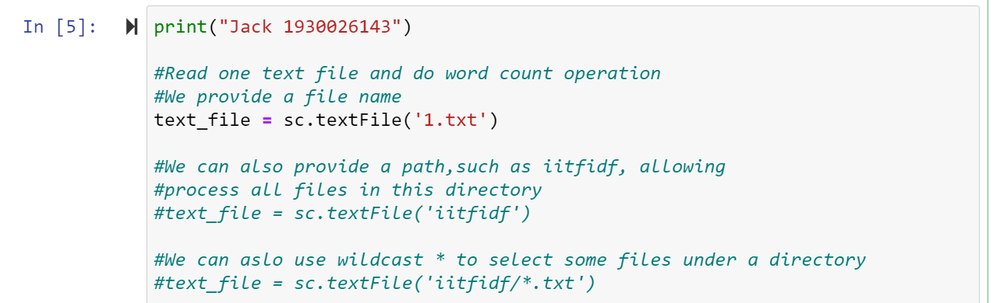 In [5]:
print("Jack 1930026143")
#Read one text file and do word count operation
#We provide a file name
text_file = sc.textFile('1.txt')
#We can also provide a path,such as iitfidf, allowing
#process all files in this directory
#text_file = sc.textFile('iitfidf')
#We can aslo use wildcast * to select some files under a directory
#text_file = sc.textFile('iitfidf/*.txt')